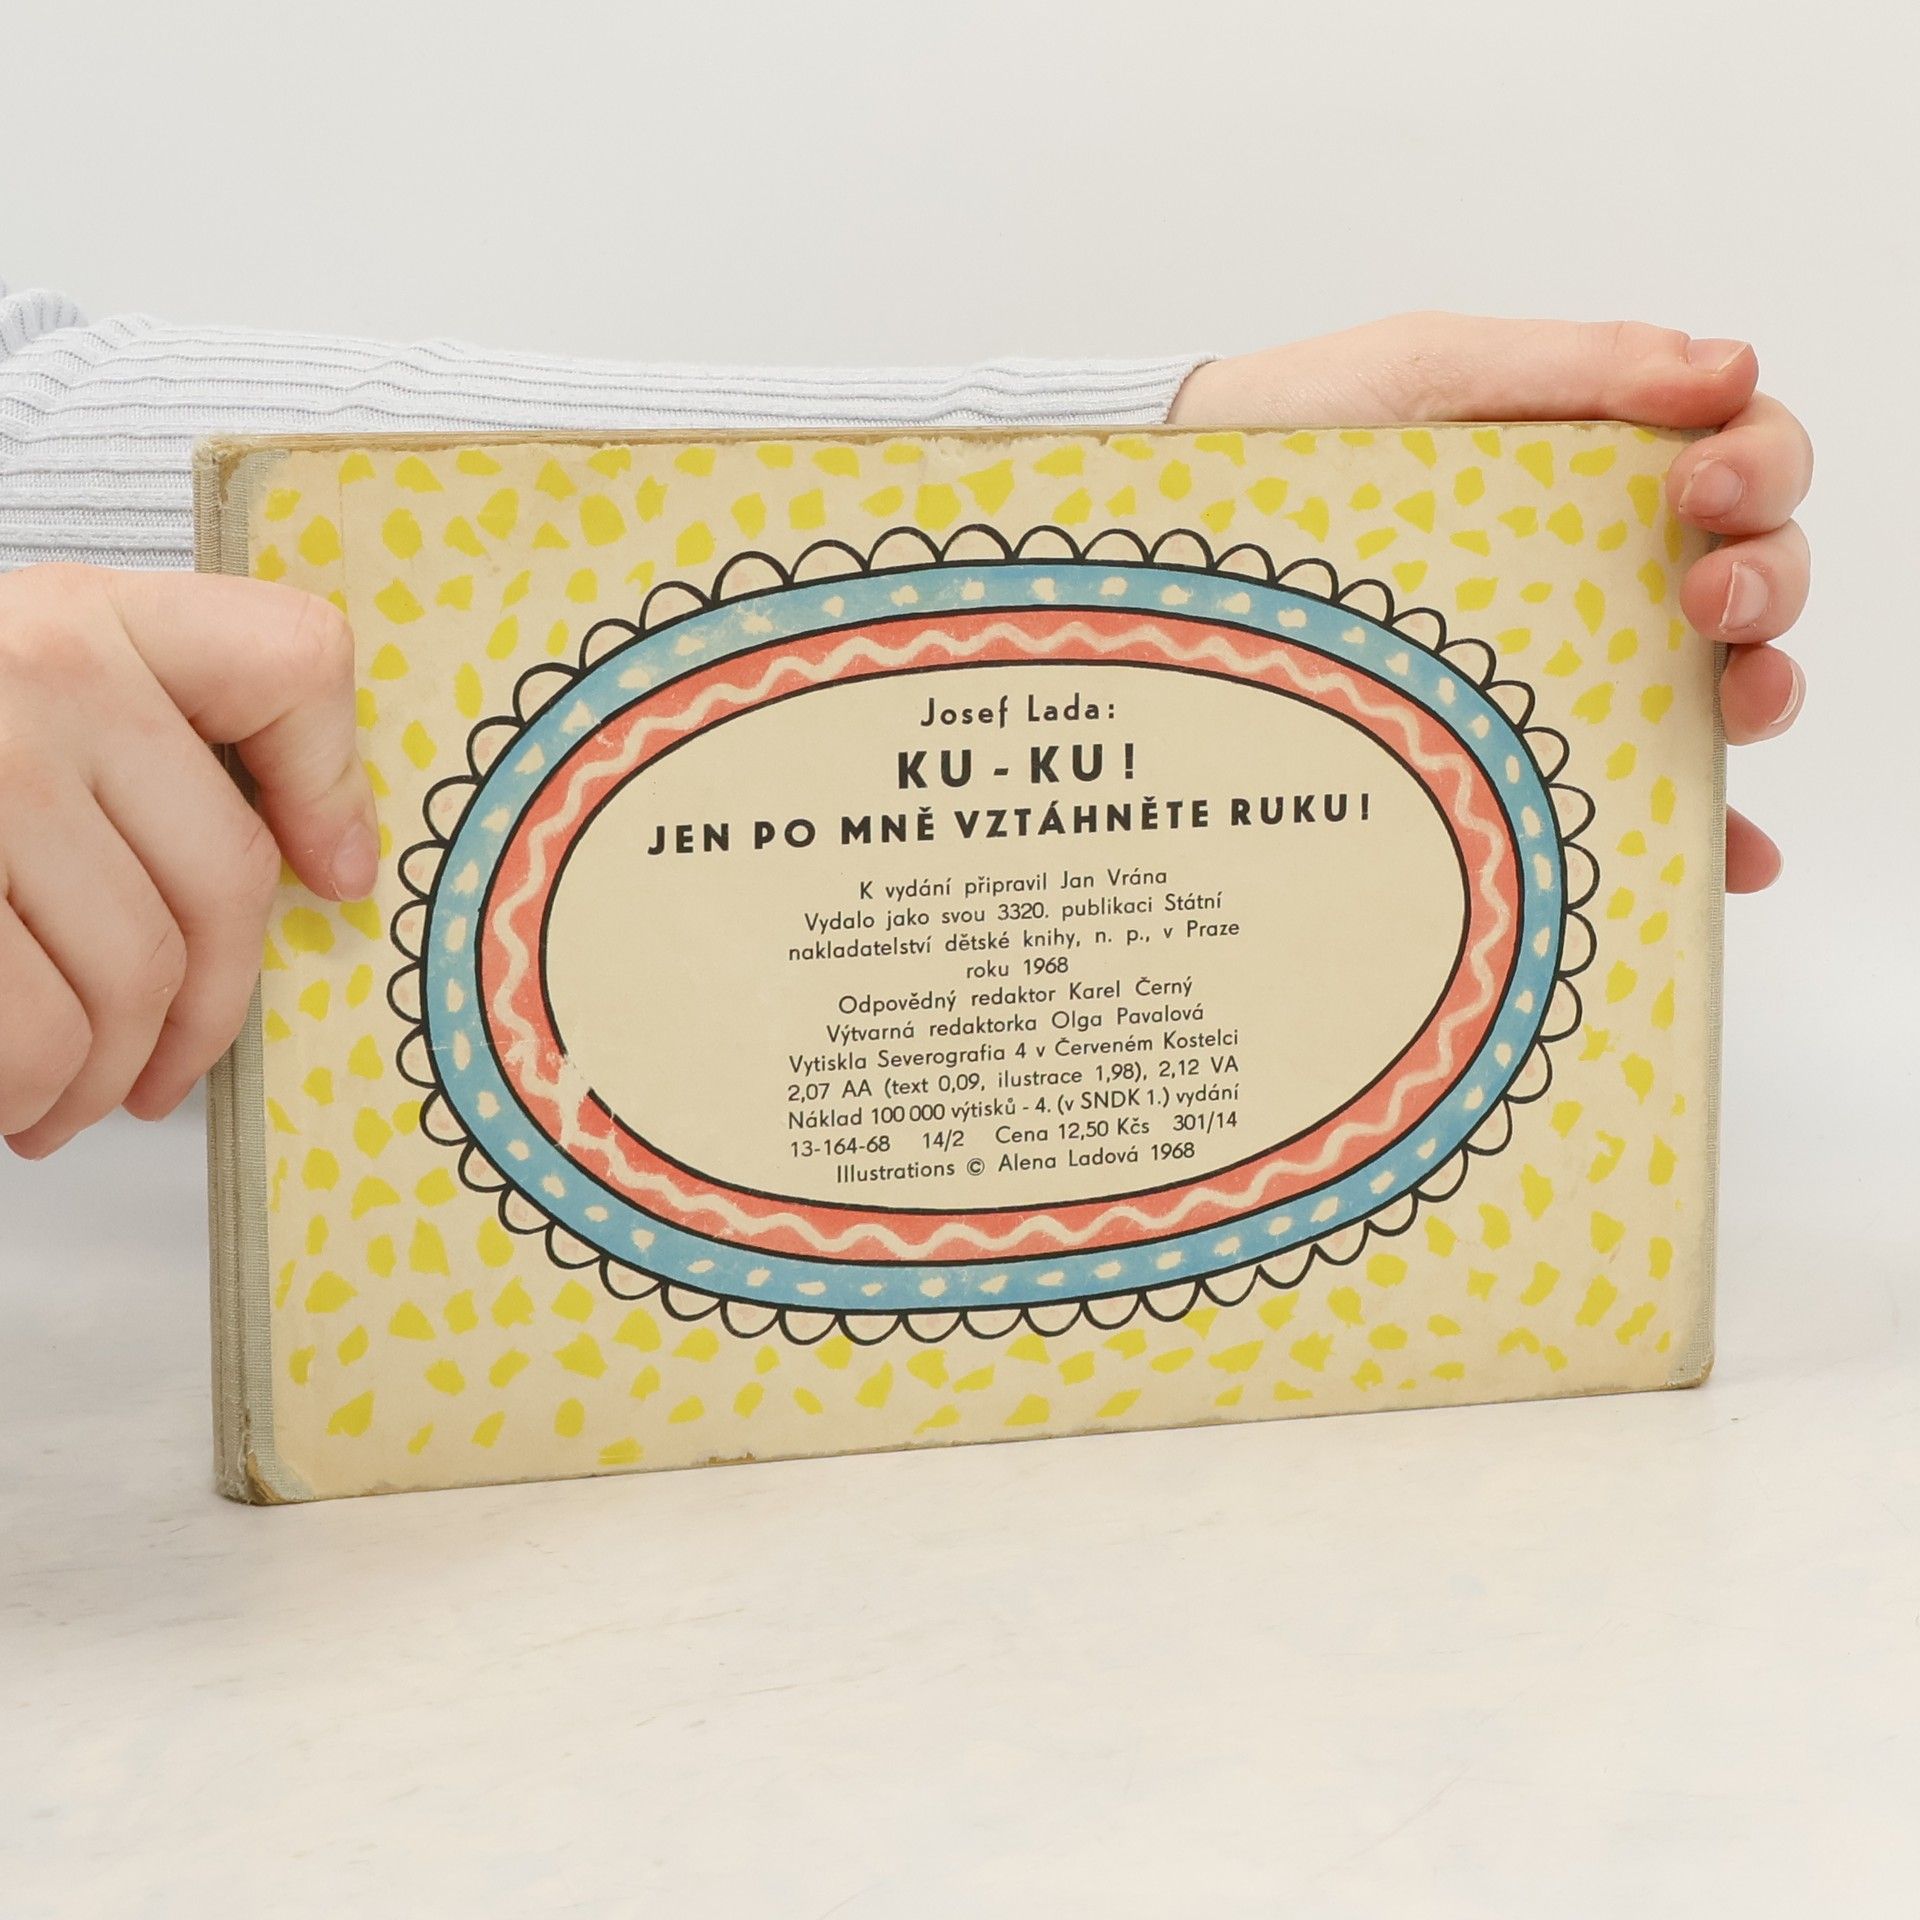 Josef Lada:
KU - KU!
JEN PO MNĚ VZTÁHNĚTE RUKU!
K vydání připravil Jan Vrána
Vydalo jako svou 3320. publikaci Státní
nakladatelství dětské knihy, n. p., v Praze
roku 1968
Odpovědný redaktor Karel Černý
Výtvarná redaktorka Olga Pavalová
Vytiskla Severografia 4 v Červeném Kostelci
2,07 AA (text 0,09, ilustrace 1,98), 2,12 VA
Náklad 100 000 výtisků - 4. (v SNDK 1.) vydání
13-164-68 14/2 Cena 12,50 Kčs 301/14
Illustrations © Alena Ladová 1968